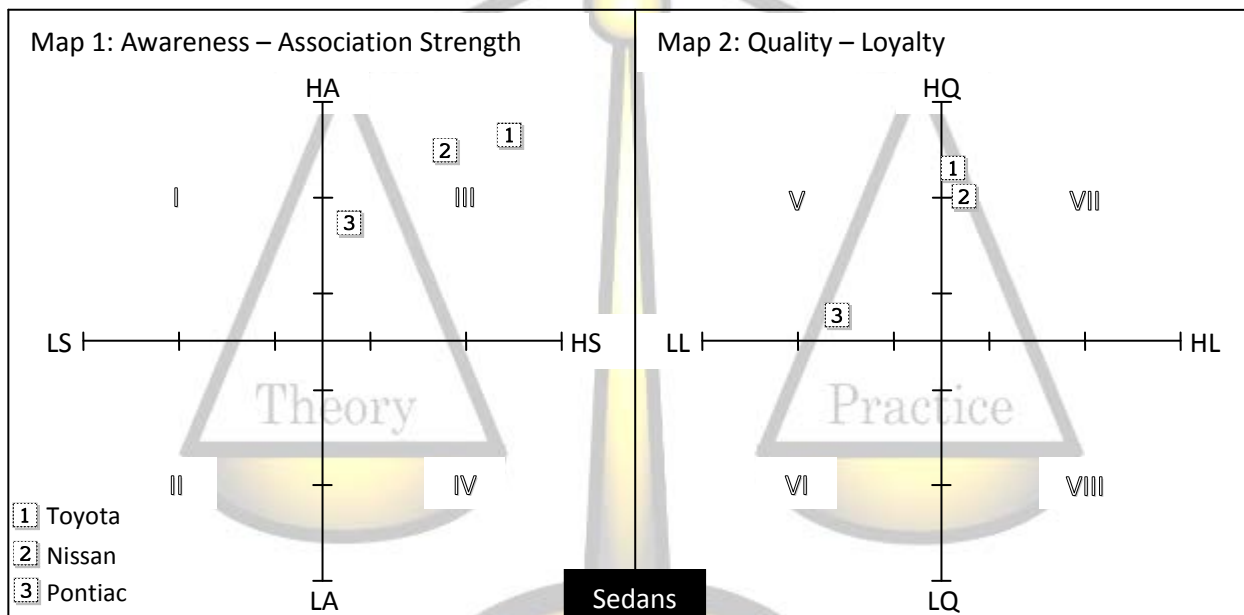 Map 1: Awareness – Association Strength
HA
1
2
I
III
3
LS
HS
Theory
II
IV
1 Toyota
2 Nissan
3 Pontiac
LA
Map 2: Quality – Loyalty
HQ
1
2
V
VII
3
LL
HL
Practice
VI
VIII
LQ
Sedans